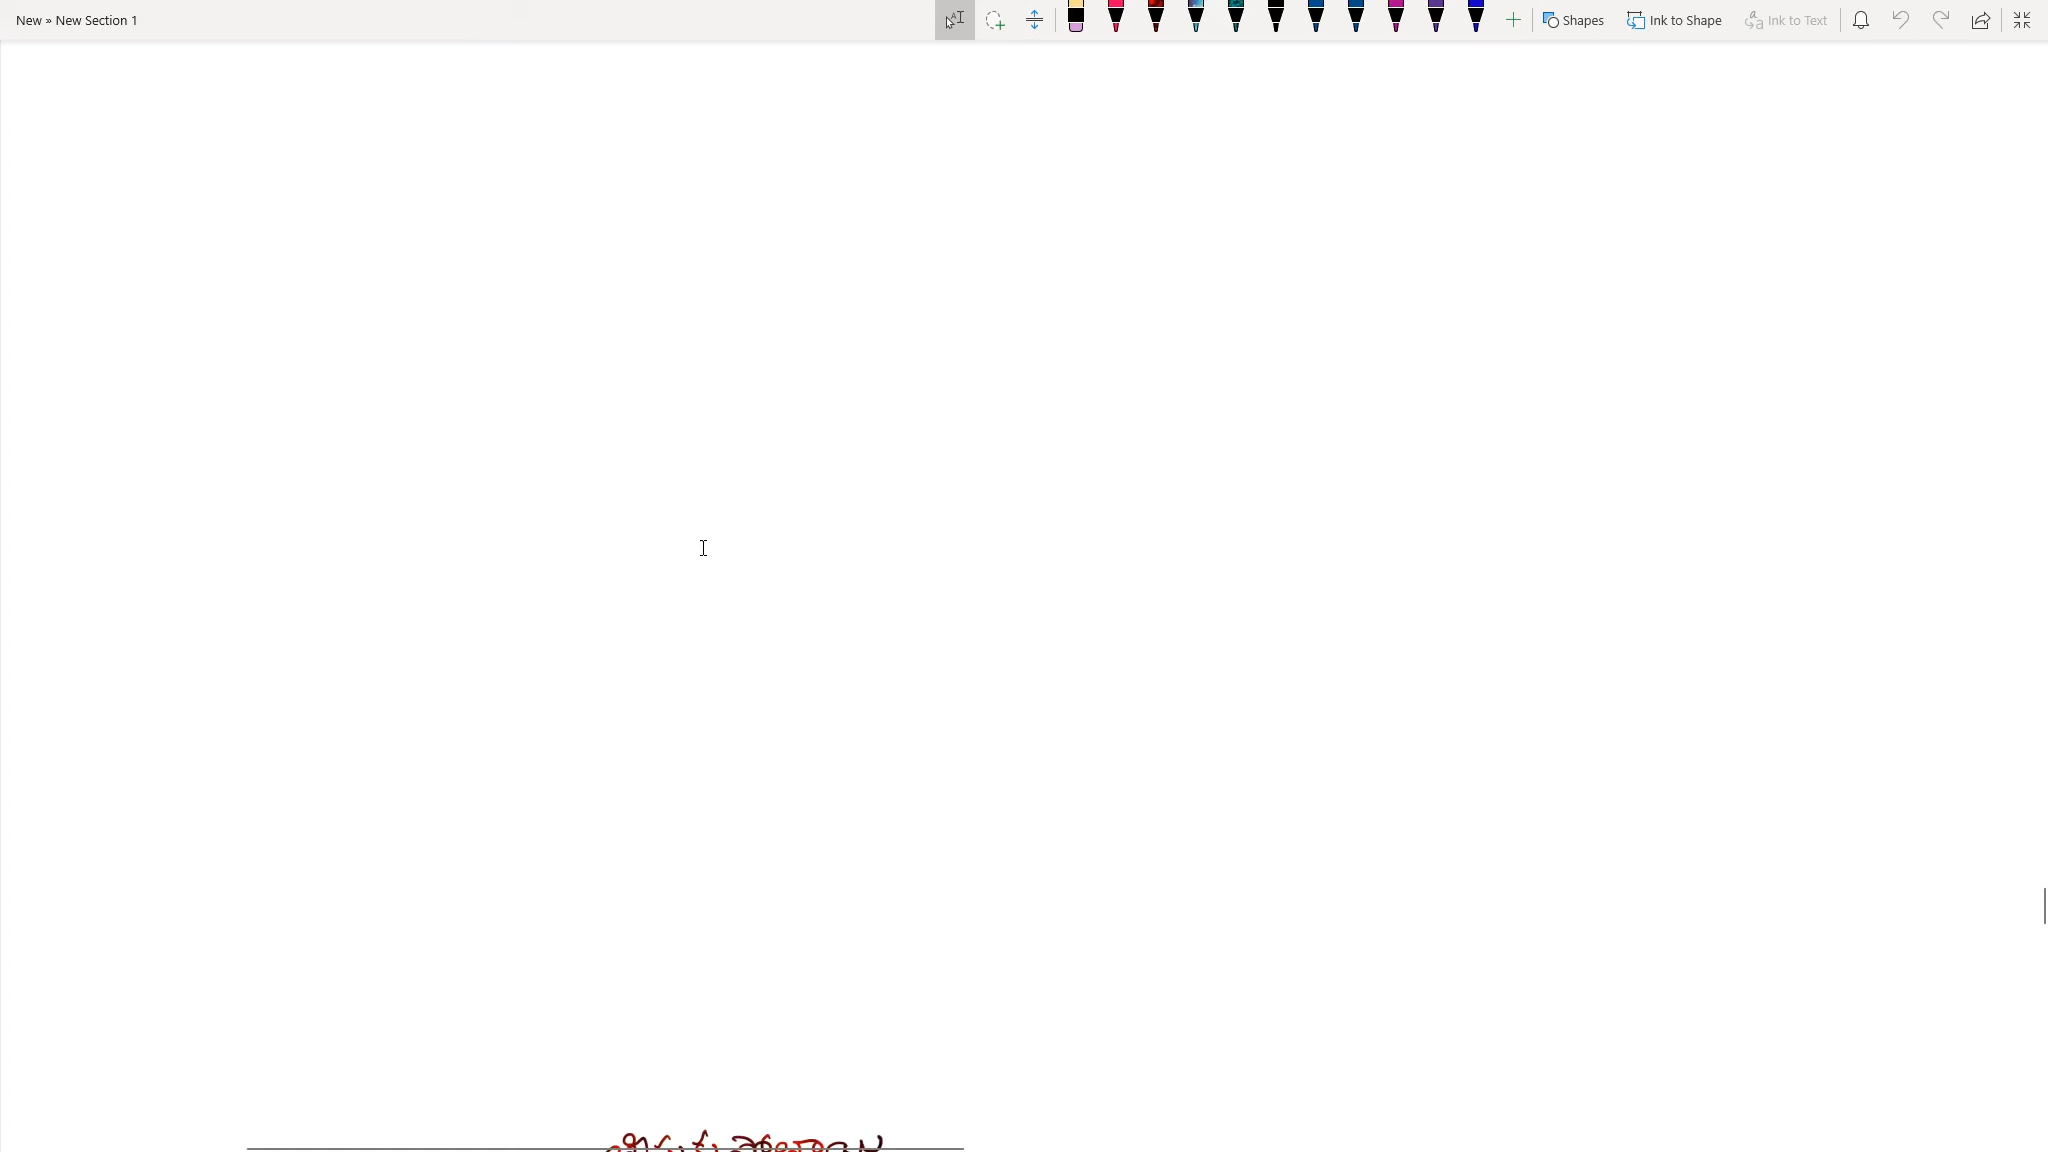 New » New Section 1
Shapes
Ink to Shape
Ink to Text